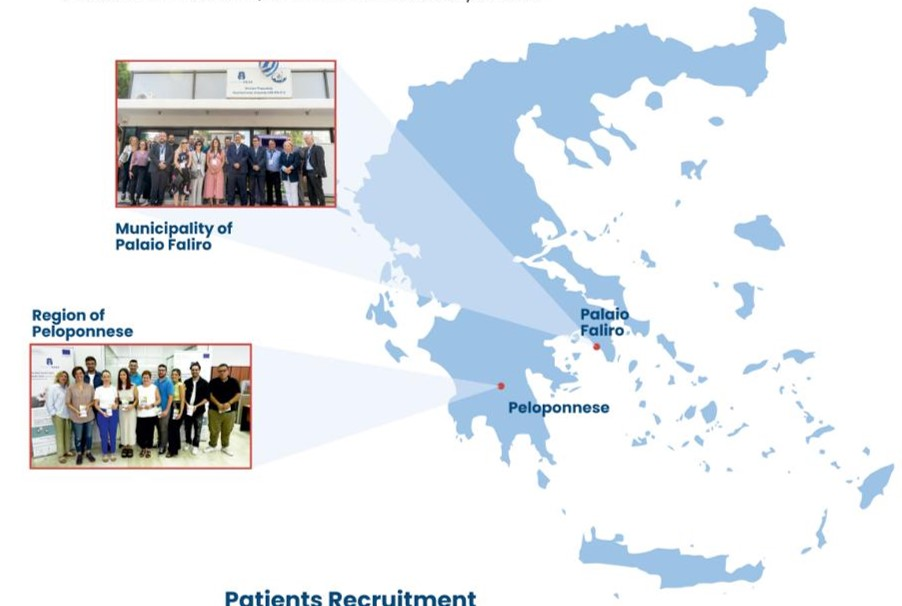 Municipality of
Palaio Faliro
Region of
Peloponnese
Palaio
Faliro
Peloponnese
Patients Recruitment